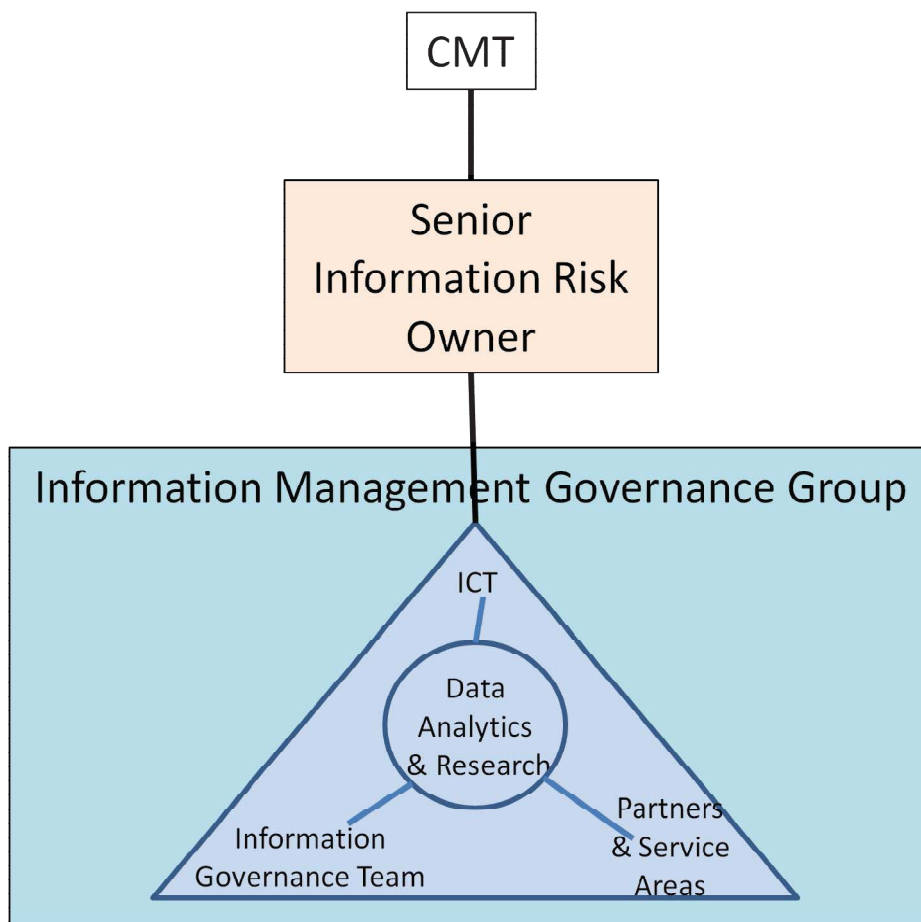 CMT
Senior
Information Risk
Owner
Information Management Governance Group
ICT
Data
Analytics
& Research
Information
Governance Team
Partners
& Service
Areas